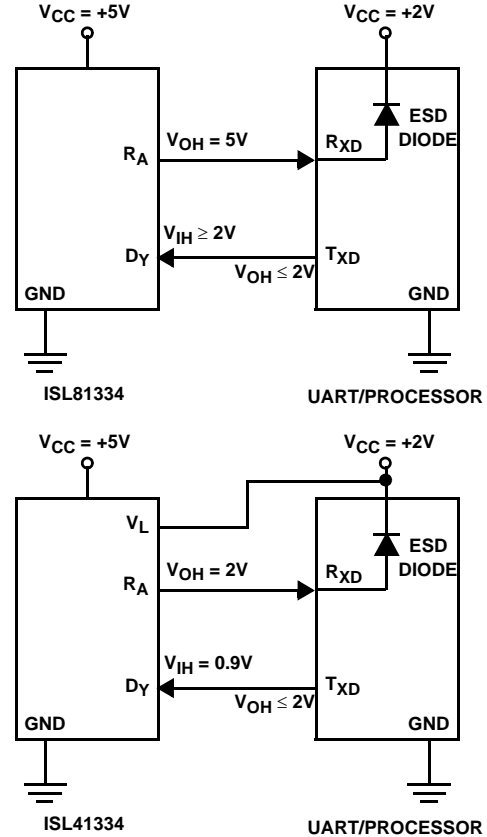 VCC = +5V
VCC = +2V
ESD
DIODE
RA
VOH = 5V
RXD
VIH ≥ 2V
DY
TXD
VOH ≤ 2V
GND
GND
ISL81334
UART/PROCESSOR
VCC = +5V
VCC = +2V
VL
ESD
DIODE
RA
VOH = 2V
RXD
VIH = 0.9V
DY
TXD
VOH ≤ 2V
GND
GND
ISL41334
UART/PROCESSOR